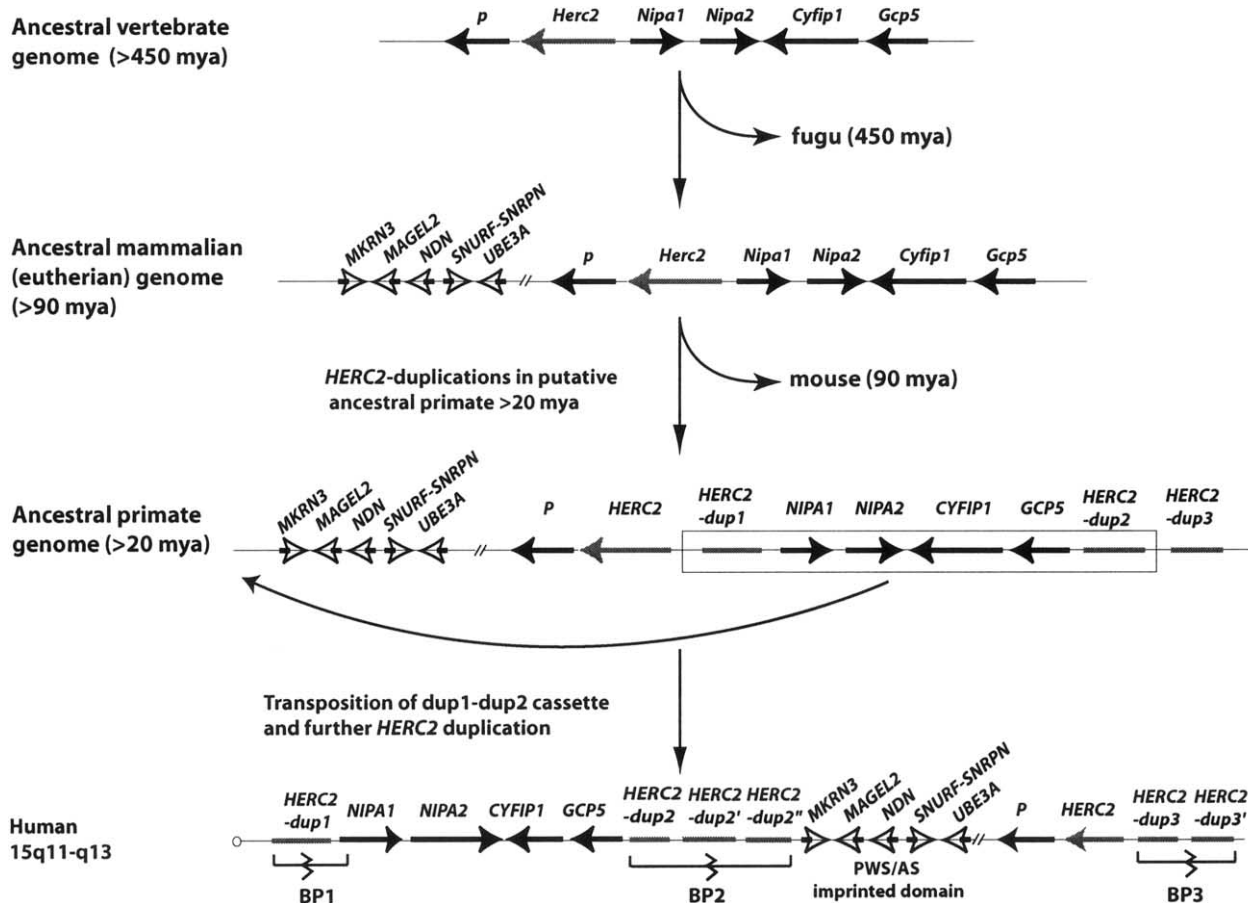 Ancestral vertebrate
genome (>450 mya)
p Herc2 Nipa1 Nipa2 Cyfip1 Gcp5
fugu (450 mya)
Ancestral mammalian
(eutherian) genome
(>90 mya)
MKRN3 MAGEL2 NDN SNURF-SNRPN UBE3A
//
p Herc2 Nipa1 Nipa2 Cyfip1 Gcp5
HERC2-duplications in putative
ancestral primate >20 mya
mouse (90 mya)
Ancestral primate
genome (>20 mya)
MKRN3 MAGEL2 NDN SNURF-SNRPN UBE3A
//
P HERC2 HERC2 NIPA1 NIPA2 CYFIP1 GCP5 HERC2 HERC2
-dup1 -dup2 -dup3
Transposition of dup1-dup2 cassette
and further HERC2 duplication
Human
15q11-q13
HERC2 NIPA1 NIPA2 CYFIP1 GCP5 HERC2 HERC2 HERC2 MKRN3 MAGEL2 NDN SNURF-SNRPN UBE3A P HERC2 HERC2 HERC2
-dup1 -dup2 -dup2' -dup2" -dup3 -dup3'
//
BP1 BP2 PWS/AS BP3
imprinted domain